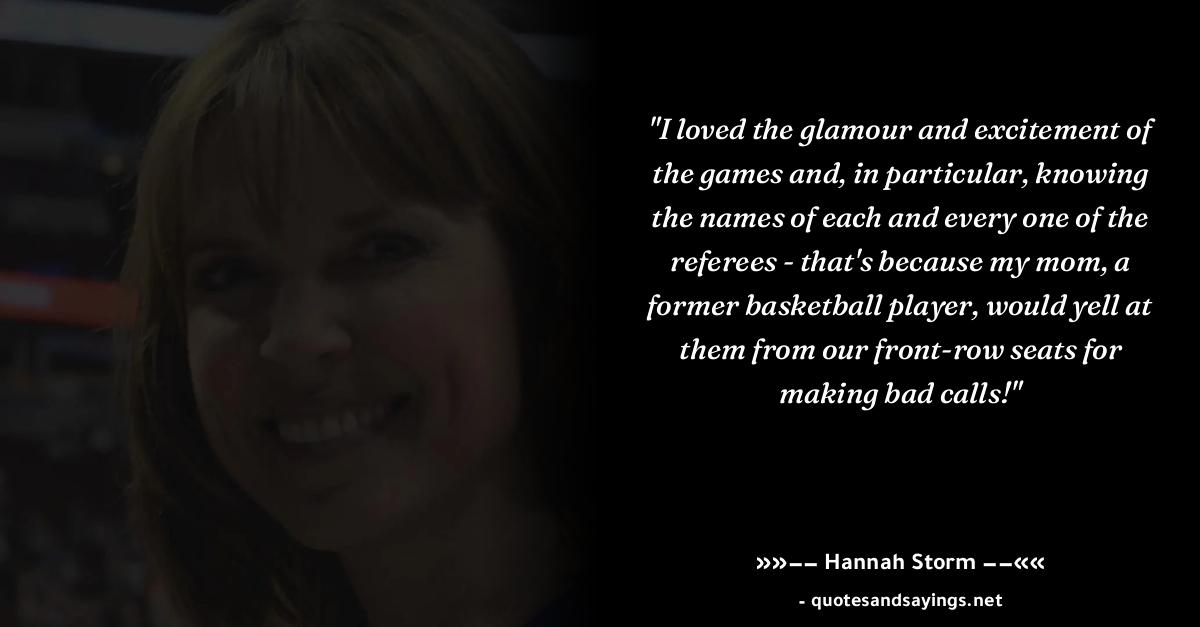 "I loved the glamour and excitement of
the games and, in particular, knowing
the names of each and every one of the
referees - that's because my mom, a
former basketball player, would yell at
them from our front-row seats for
making bad calls!"
»»–– Hannah Storm ––««
- quotesandsayings.net